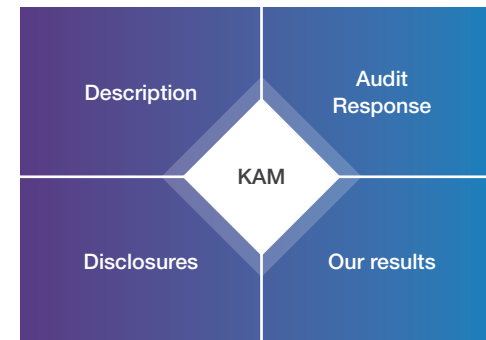 Description
Audit
Response
KAM
Disclosures
Our results